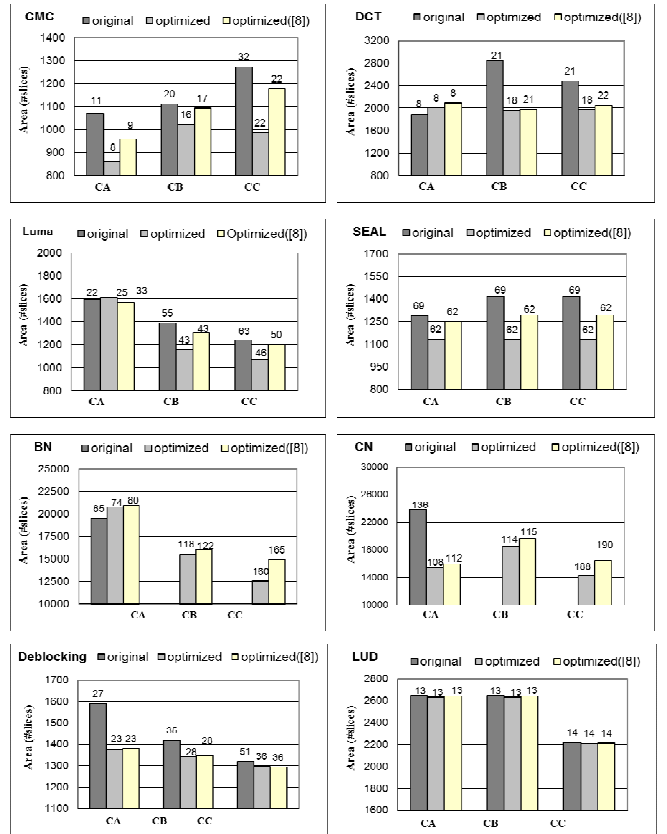 CMC
original optimized optimized([8])
Area (#slices)
1400
1300
1200
1100
1000
900
800
11 6 9
20 16 17
32 22 22
CA CB CC
DCT
original optimized optimized([8])
Area (#slices)
3200
2800
2400
2000
1600
1200
800
8 8 8
21 18 21
21 18 22
CA CB CC
Luma
original optimized Optimized([8])
Area (#slices)
2000
1800
1600
1400
1200
1000
800
22 25 33
55 43 43
63 46 50
CA CB CC
SEAL
original optimized optimized([8])
Area (#slices)
1700
1550
1400
1250
1100
950
800
69 62 62
69 62 62
69 62 62
CA CB CC
BN
original optimized optimized([8])
Area (#slices)
25000
22500
20000
17500
15000
12500
10000
65 74 80
118 122
160 165
CA CB CC
CN
original optimized optimized([8])
Area (#slices)
30000
26000
22000
18000
14000
10000
136 108 112
114 115
188 190
CA CB CC
Deblocking
original optimized optimized([8])
Area (#slices)
1700
1600
1500
1400
1300
1200
1100
27 23 23
35 28 28
51 36 36
CA CB CC
LUD
original optimized optimized([8])
Area (#slices)
2800
2600
2400
2200
2000
1800
1600
13 13 13
13 13 13
14 14 14
CA CB CC